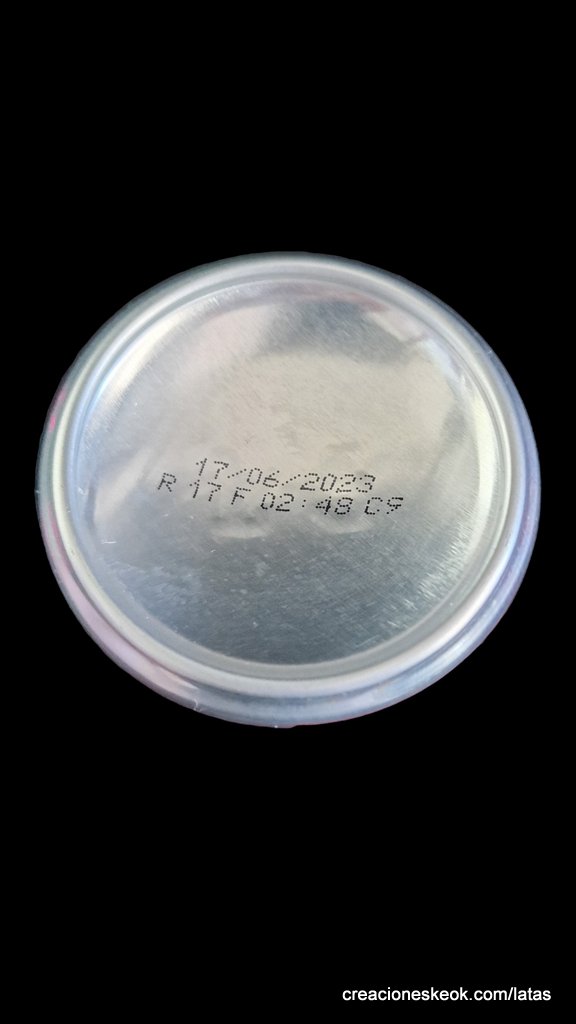 17/06/2023
R 17 F 02:48 C9
creacioneskeok.com/latas